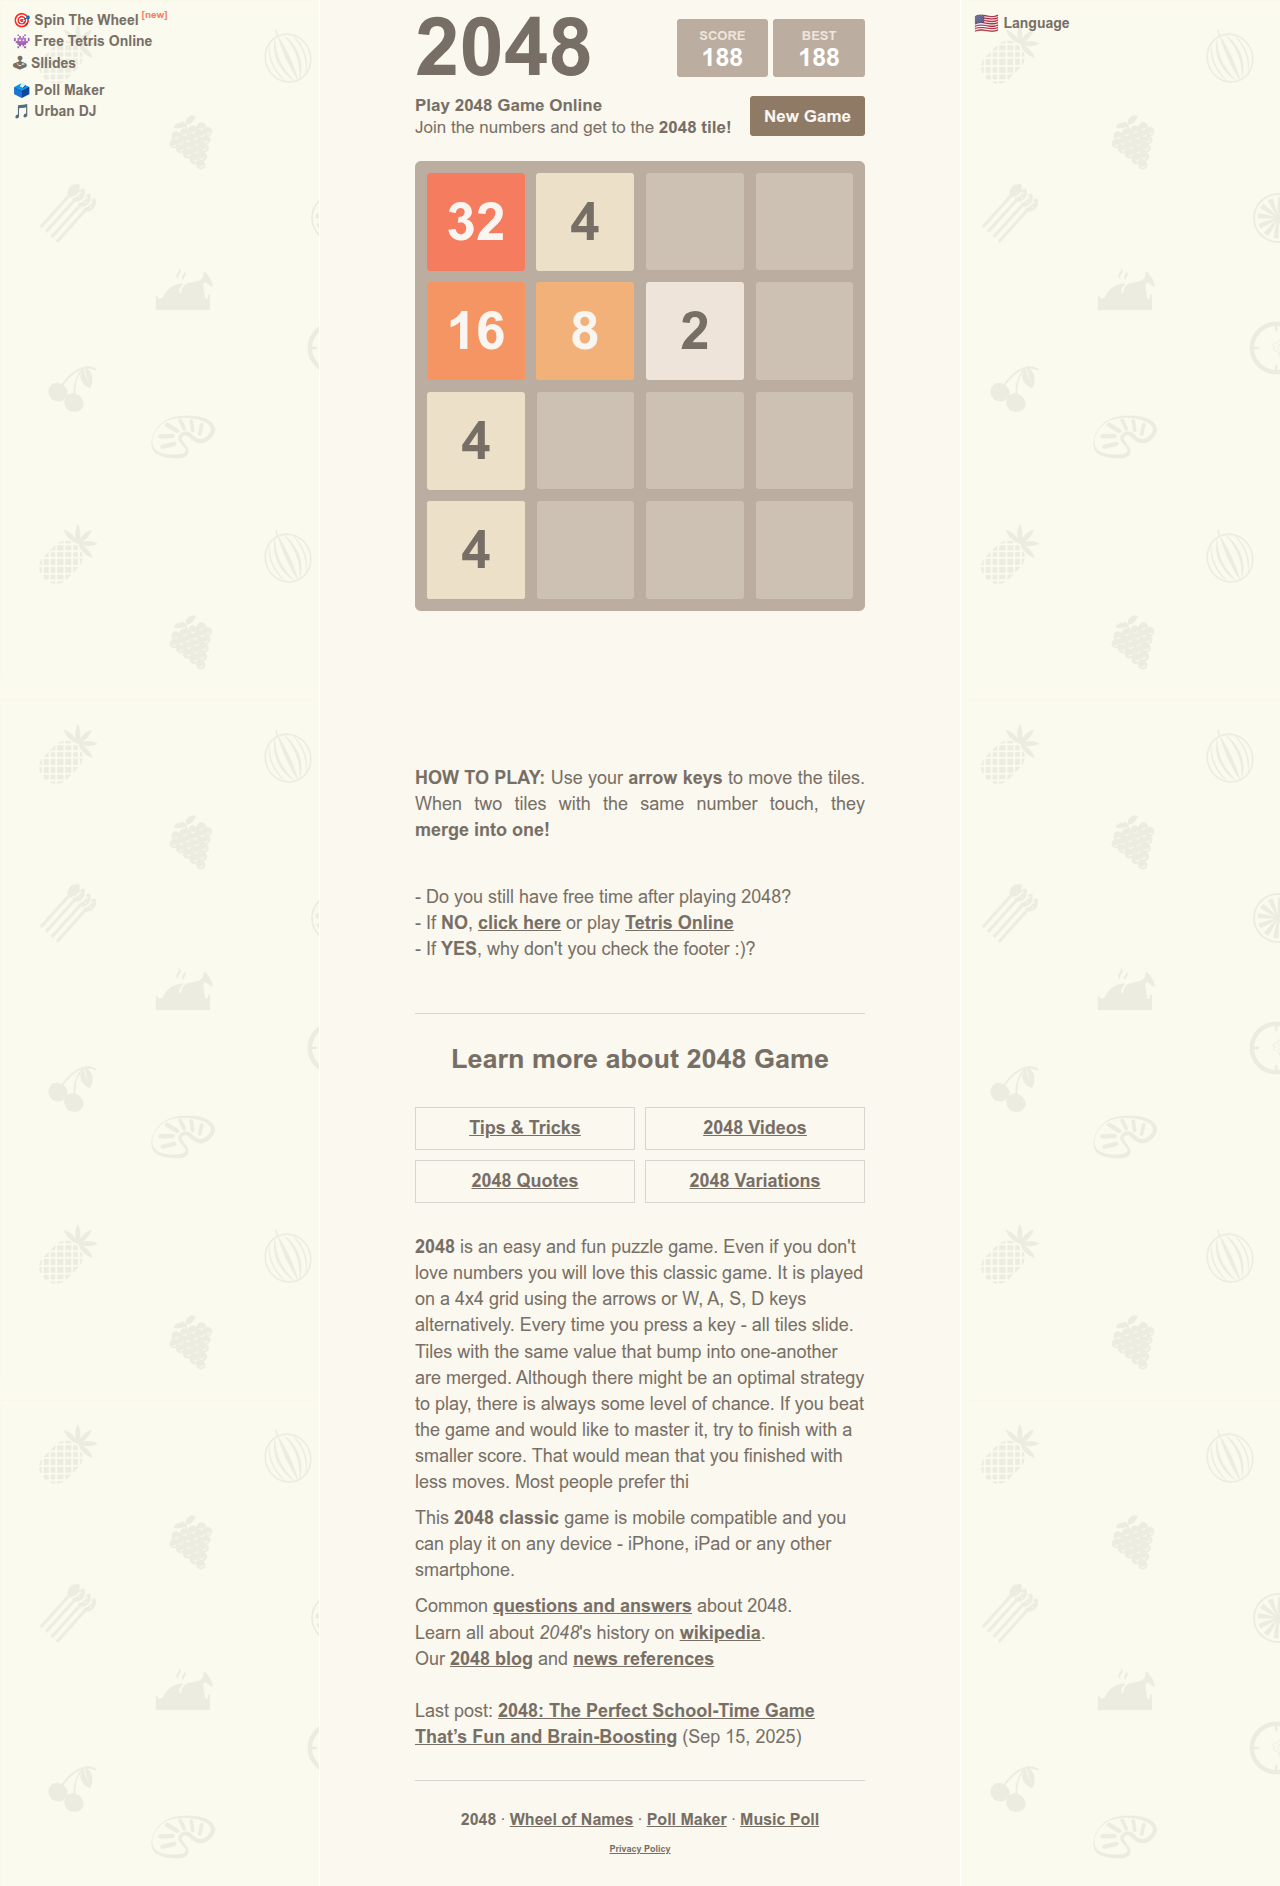 🎯 Spin The Wheel [new]
👾 Free Tetris Online
🕹 Sllides
🗳 Poll Maker
🎵 Urban DJ
🇺🇸 Language
2048
SCORE
188
BEST
188
Play 2048 Game Online
Join the numbers and get to the 2048 tile!
New Game
32 4
16 8 2
4
4
HOW TO PLAY: Use your arrow keys to move the tiles.
When two tiles with the same number touch, they
merge into one!
- Do you still have free time after playing 2048?
- If NO, click here or play Tetris Online
- If YES, why don't you check the footer :)?
Learn more about 2048 Game
Tips & Tricks
2048 Videos
2048 Quotes
2048 Variations
2048 is an easy and fun puzzle game. Even if you don't
love numbers you will love this classic game. It is played
on a 4x4 grid using the arrows or W, A, S, D keys
alternatively. Every time you press a key - all tiles slide.
Tiles with the same value that bump into one-another
are merged. Although there might be an optimal strategy
to play, there is always some level of chance. If you beat
the game and would like to master it, try to finish with a
smaller score. That would mean that you finished with
less moves. Most people prefer thi
This 2048 classic game is mobile compatible and you
can play it on any device - iPhone, iPad or any other
smartphone.
Common questions and answers about 2048.
Learn all about 2048's history on wikipedia.
Our 2048 blog and news references
Last post: 2048: The Perfect School-Time Game
That’s Fun and Brain-Boosting (Sep 15, 2025)
2048 · Wheel of Names · Poll Maker · Music Poll
Privacy Policy